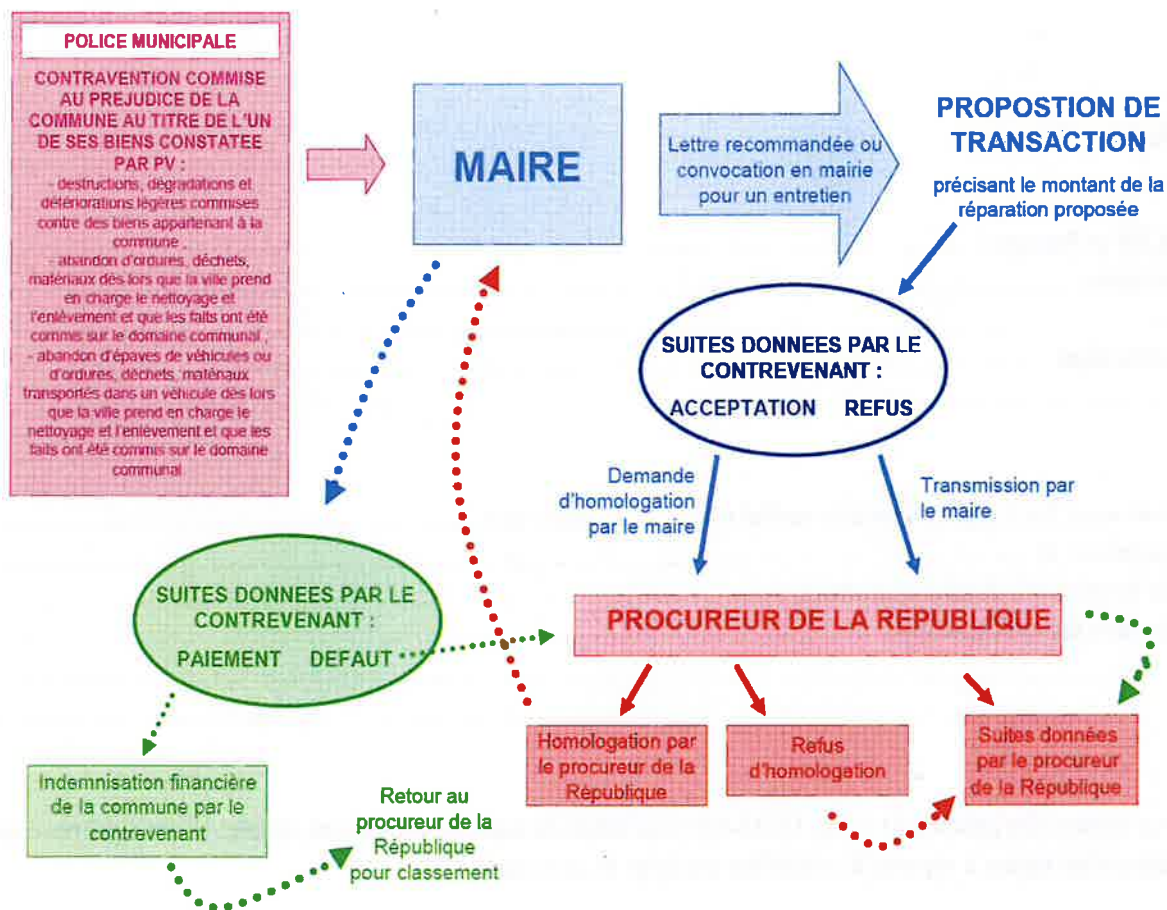 POLICE MUNICIPALE
CONTRAVENTION COMMISE
AU PREJUDICE DE LA
COMMUNE AU TITRE DE L'UN
DE SES BIENS CONSTATEE
PAR PV :
- destructions, dégradations et
détériorations légères commises
contre des biens appartenant à la
commune ;
- abandon d'ordures, déchets,
matériaux dès lors que la ville prend
en charge le nettoyage et
l'enlèvement et que les faits ont été
commis sur le domaine communal ;
- abandon d'épaves de véhicules ou
d'ordures, déchets, matériaux
transportés dans un véhicule dès lors
que la ville prend en charge le
nettoyage et l'enlèvement et que les
faits ont été commis sur le domaine
communal
MAIRE
Lettre recommandée ou
convocation en mairie
pour un entretien
PROPOSTION DE
TRANSACTION
précisant le montant de la
réparation proposée
SUITES DONNEES PAR LE
CONTREVENANT :
ACCEPTATION REFUS
Demande
d'homologation
par le maire
Transmission par
le maire
PROCUREUR DE LA REPUBLIQUE
Homologation par
le procureur de la
République
Refus
d'homologation
Suites données
par le procureur
de la République
SUITES DONNEES PAR LE
CONTREVENANT :
PAIEMENT DEFAUT
Indemnisation financière
de la commune par le
contrevenant
Retour au
procureur de la
République
pour classement